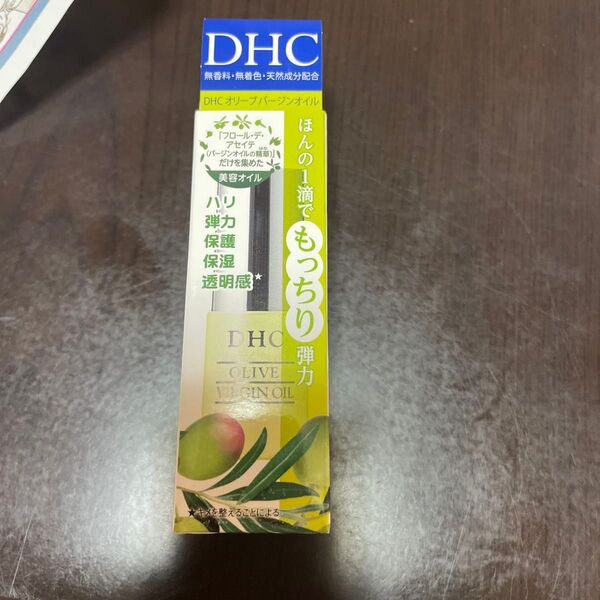 DHC
無香料・無着色・天然成分配合
DHC オリーブバージンオイル
「フロール・デ・
アセイテ
(バージンオイルの精華)」
はな
だけを集めた
美容オイル
ハリ
弾力
保護
保湿
透明感★
ほんの1滴でもっちり弾力
DHC
OLIVE
VIRGIN OIL
★キメを整えることによる